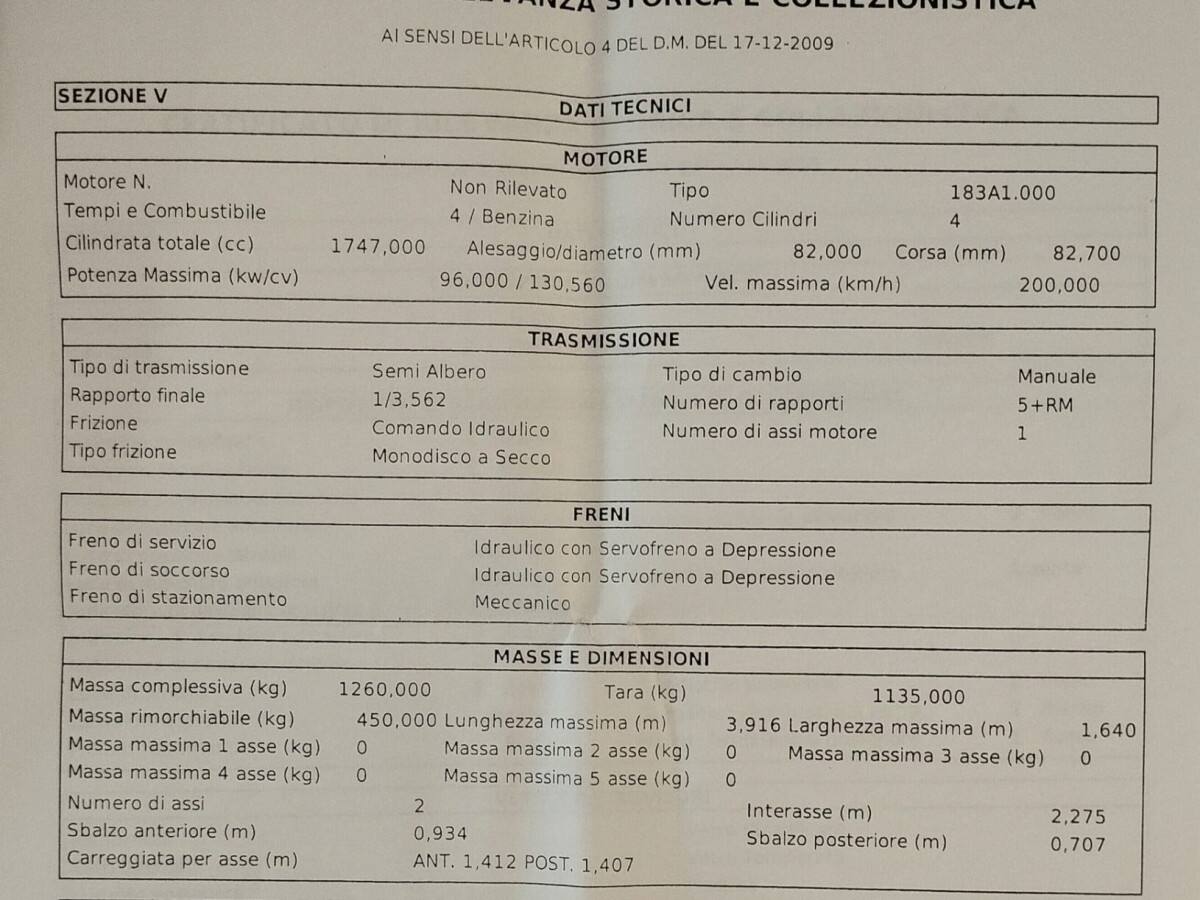 STORICA E COLLEZIONISTICA
AI SENSI DELL'ARTICOLO 4 DEL D.M. DEL 17-12-2009
SEZIONE V DATI TECNICI
MOTORE
Motore N. Non Rilevato Tipo 183A1.000
Tempi e Combustibile 4 / Benzina Numero Cilindri 4
Cilindrata totale (cc) 1747,000 Alesaggio/diametro (mm) 82,000 Corsa (mm) 82,700
Potenza Massima (kw/cv) 96,000 / 130,560 Vel. massima (km/h) 200,000
TRASMISSIONE
Tipo di trasmissione Semi Albero Tipo di cambio Manuale
Rapporto finale 1/3,562 Numero di rapporti 5+RM
Frizione Comando Idraulico Numero di assi motore 1
Tipo frizione Monodisco a Secco
FRENI
Freno di servizio Idraulico con Servofreno a Depressione
Freno di soccorso Idraulico con Servofreno a Depressione
Freno di stazionamento Meccanico
MASSE E DIMENSIONI
Massa complessiva (kg) 1260,000 Tara (kg) 1135,000
Massa rimorchiabile (kg) 450,000 Lunghezza massima (m) 3,916 Larghezza massima (m) 1,640
Massa massima 1 asse (kg) 0 Massa massima 2 asse (kg) 0 Massa massima 3 asse (kg) 0
Massa massima 4 asse (kg) 0 Massa massima 5 asse (kg) 0
Numero di assi 2 Interasse (m) 2,275
Sbalzo anteriore (m) 0,934 Sbalzo posteriore (m) 0,707
Carreggiata per asse (m) ANT. 1,412 POST. 1,407